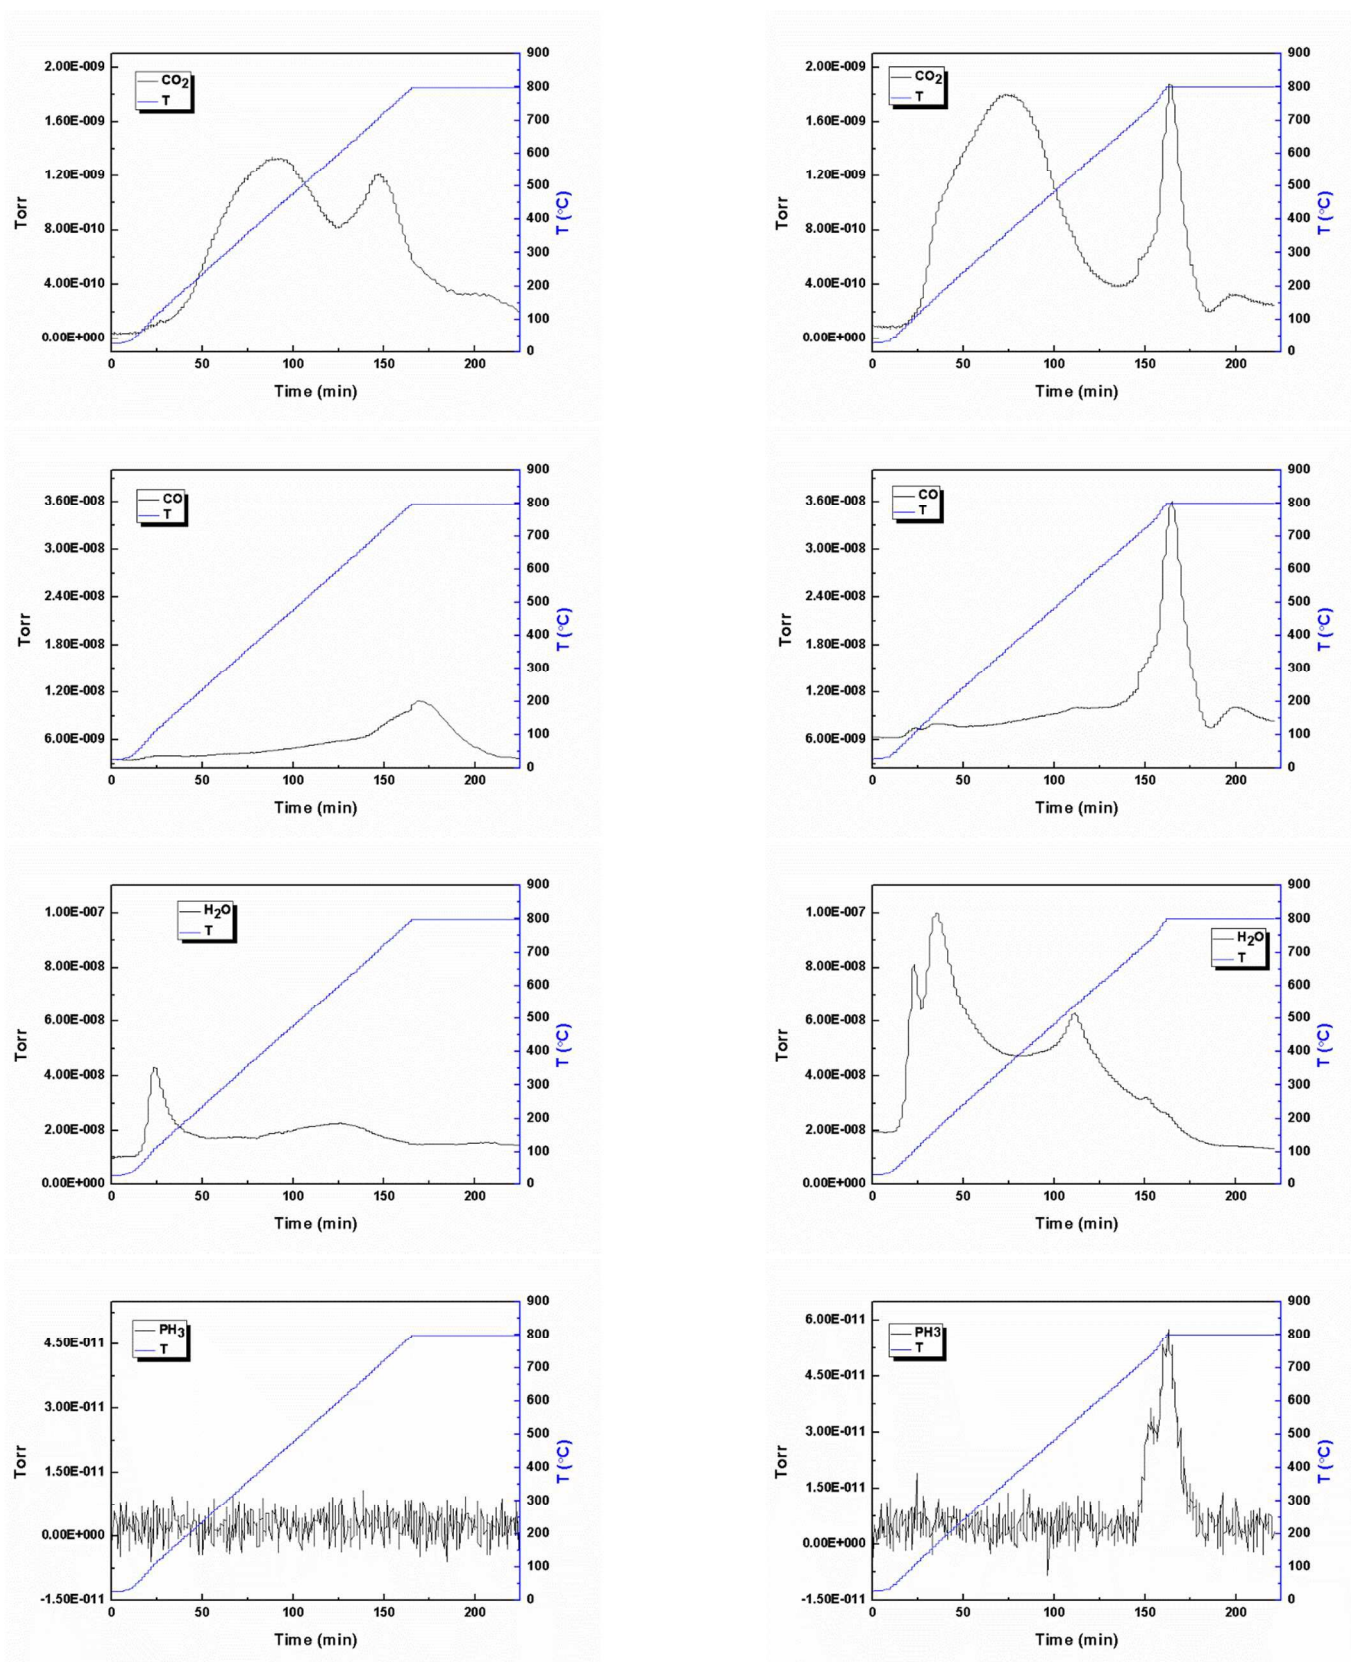 CO2
T
2.00E-009
1.60E-009
1.20E-009
8.00E-010
4.00E-010
0.00E+000
Torr
900
800
700
600
500
400
300
200
100
0
T (°C)
0 50 100 150 200
Time (min)
CO2
T
2.00E-009
1.60E-009
1.20E-009
8.00E-010
4.00E-010
0.00E+000
Torr
900
800
700
600
500
400
300
200
100
0
T (°C)
0 50 100 150 200
Time (min)
CO
T
3.60E-008
3.00E-008
2.40E-008
1.80E-008
1.20E-008
6.00E-009
Torr
900
800
700
600
500
400
300
200
100
0
T (°C)
0 50 100 150 200
Time (min)
CO
T
3.60E-008
3.00E-008
2.40E-008
1.80E-008
1.20E-008
6.00E-009
Torr
900
800
700
600
500
400
300
200
100
0
T (°C)
0 50 100 150 200
Time (min)
H2O
T
1.00E-007
8.00E-008
6.00E-008
4.00E-008
2.00E-008
0.00E+000
Torr
900
800
700
600
500
400
300
200
100
0
T (°C)
0 50 100 150 200
Time (min)
H2O
T
1.00E-007
8.00E-008
6.00E-008
4.00E-008
2.00E-008
0.00E+000
Torr
900
800
700
600
500
400
300
200
100
0
T (°C)
0 50 100 150 200
Time (min)
PH3
T
4.50E-011
3.00E-011
1.50E-011
0.00E+000
-1.50E-011
Torr
900
800
700
600
500
400
300
200
100
0
T (°C)
0 50 100 150 200
Time (min)
PH3
T
6.00E-011
4.50E-011
3.00E-011
1.50E-011
0.00E+000
-1.50E-011
Torr
900
800
700
600
500
400
300
200
100
0
T (°C)
0 50 100 150 200
Time (min)